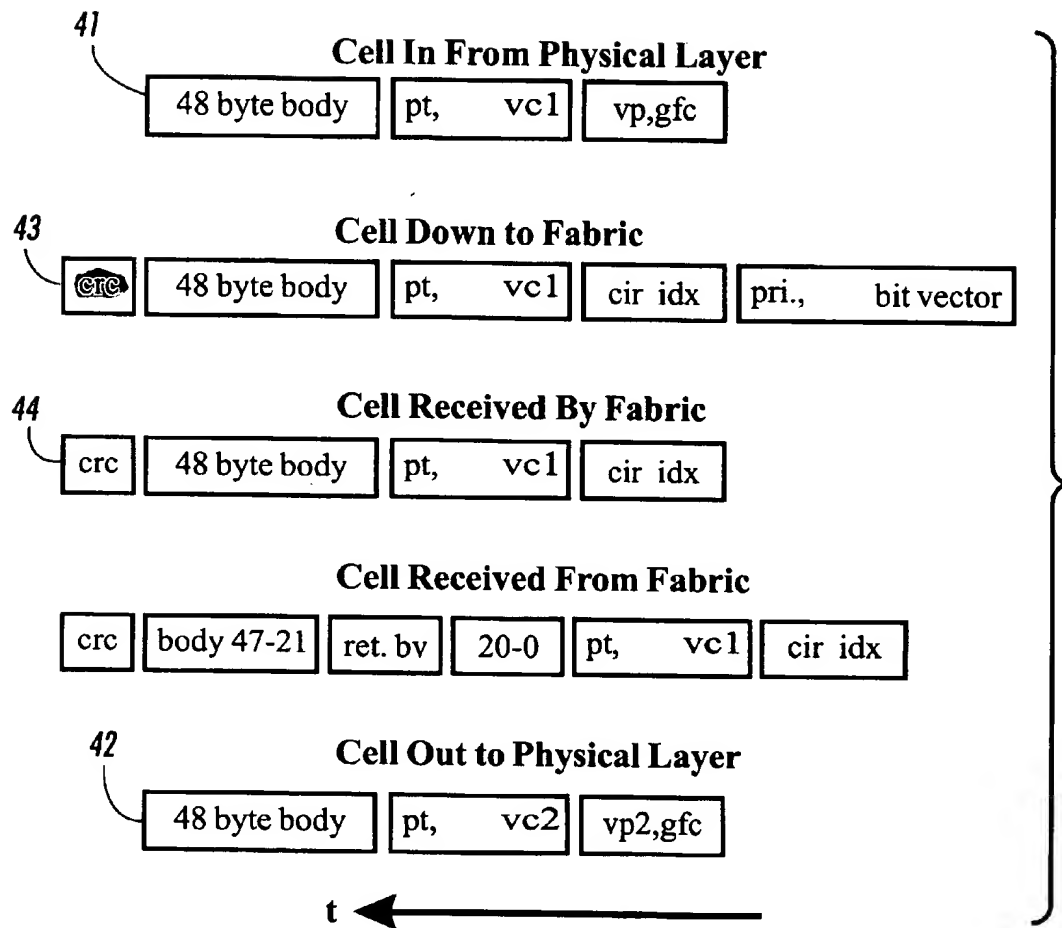 41
Cell In From Physical Layer
48 byte body pt, vc1 vp,gfc
43
Cell Down to Fabric
crc 48 byte body pt, vc1 cir idx pri., bit vector
44
Cell Received By Fabric
crc 48 byte body pt, vc1 cir idx
Cell Received From Fabric
crc body 47-21 ret. bv 20-0 pt, vc1 cir idx
42
Cell Out to Physical Layer
48 byte body pt, vc2 vp2,gfc
t